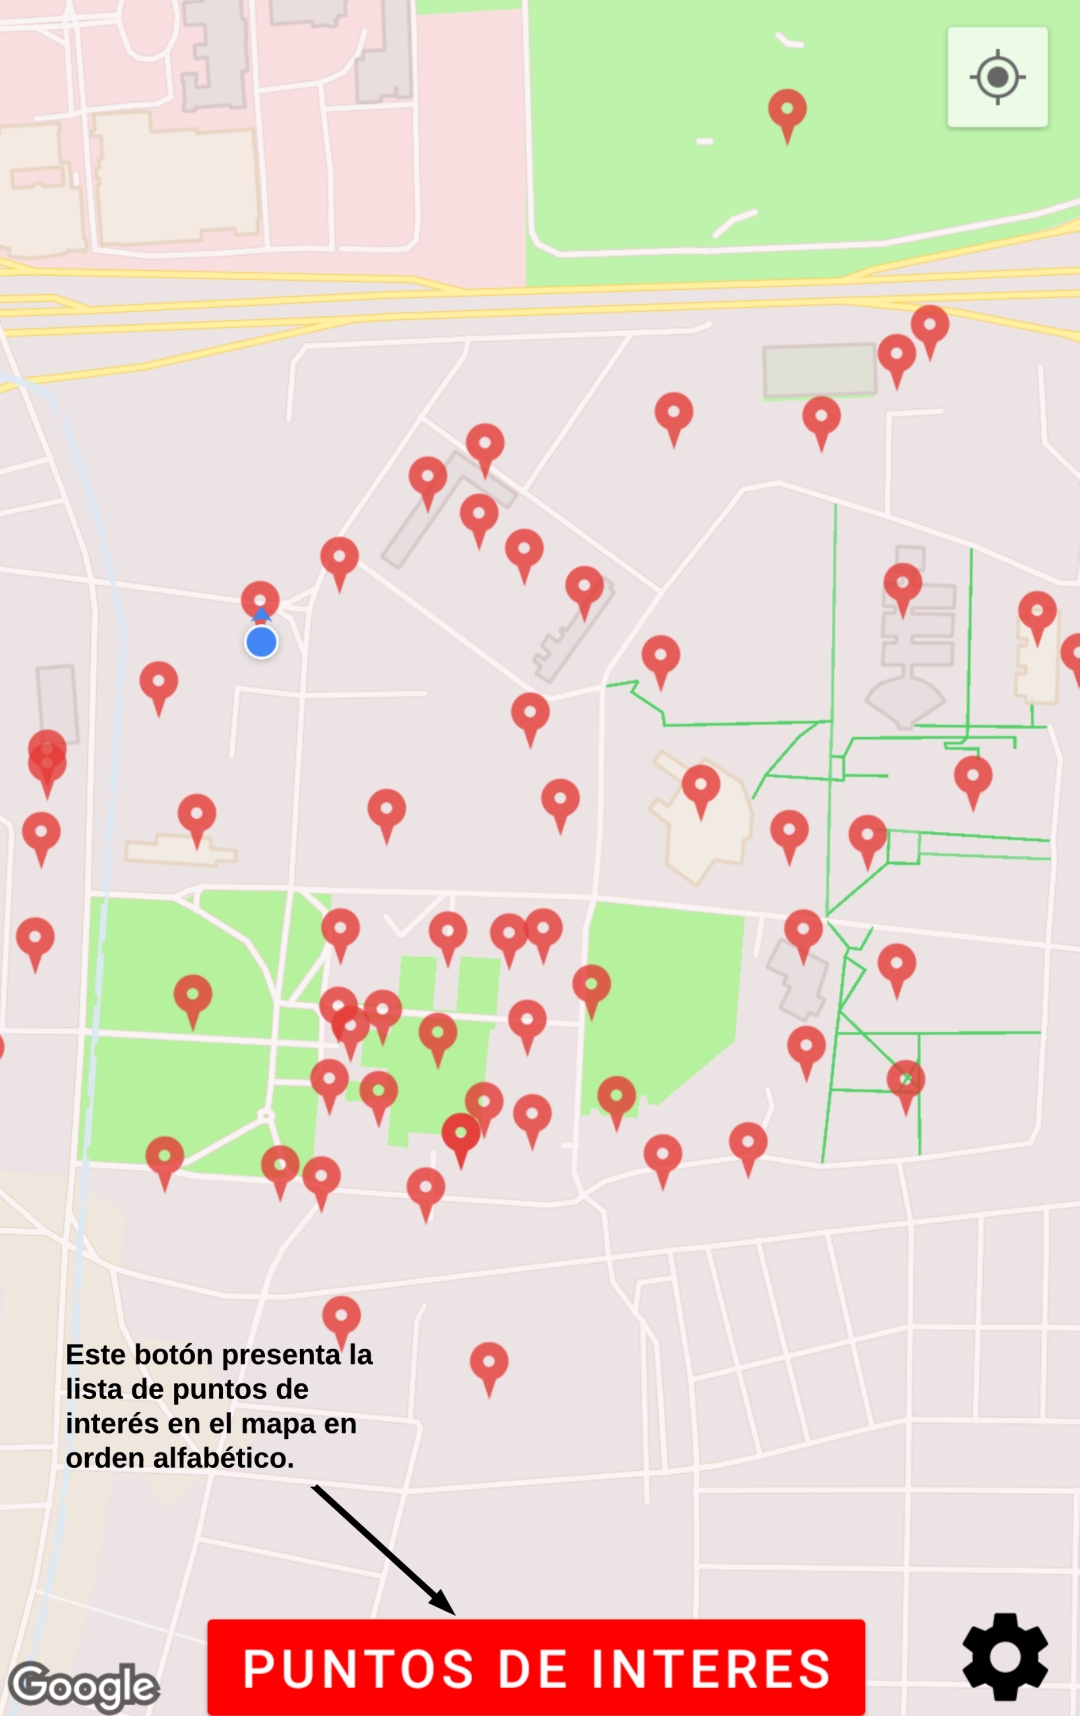 Este botón presenta la
lista de puntos de
interés en el mapa en
orden alfabético.
PUNTOS DE INTERES
Google